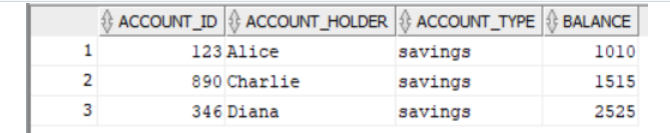 ACCOUNT_ID ACCOUNT_HOLDER ACCOUNT_TYPE BALANCE
1 123 Alice savings 1010
2 890 Charlie savings 1515
3 346 Diana savings 2525